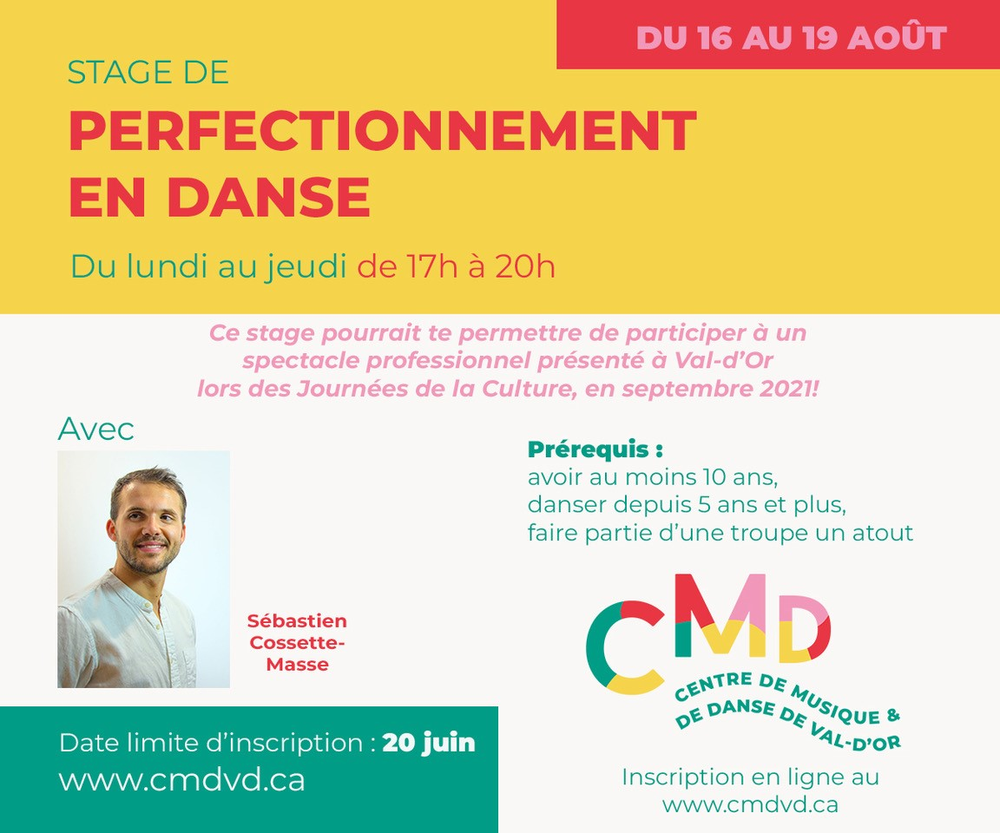 DU 16 AU 19 AOÛT
STAGE DE
PERFECTIONNEMENT
EN DANSE
Du lundi au jeudi de 17h à 20h
Ce stage pourrait te permettre de participer à un
spectacle professionnel présenté à Val-d’Or
lors des Journées de la Culture, en septembre 2021!
Avec
Sébastien
Cossette-
Masse
Prérequis :
avoir au moins 10 ans,
danser depuis 5 ans et plus,
faire partie d’une troupe un atout
CMD
CENTRE DE MUSIQUE &
DE DANSE DE VAL-D’OR
Date limite d’inscription : 20 juin
www.cmdvd.ca
Inscription en ligne au
www.cmdvd.ca